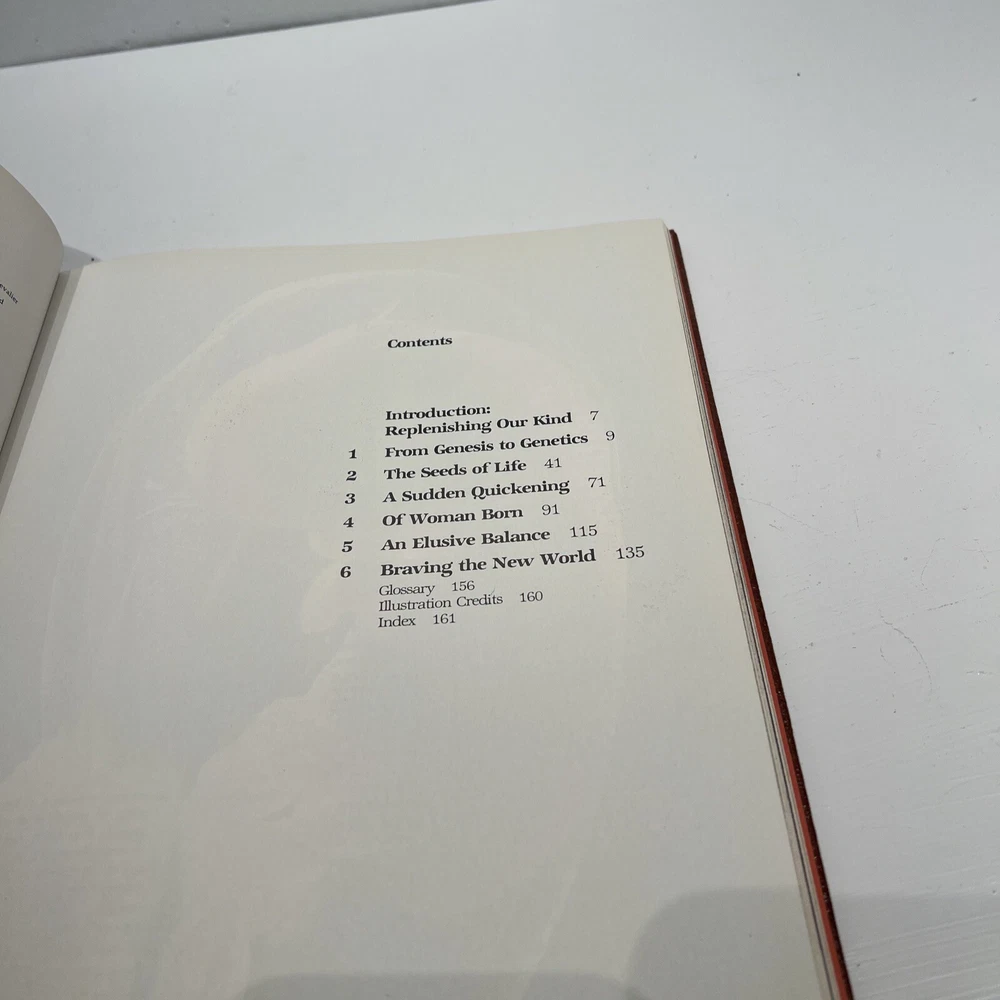 Contents
Introduction:
Replenishing Our Kind 7
1 From Genesis to Genetics 9
2 The Seeds of Life 41
3 A Sudden Quickening 71
4 Of Woman Born 91
5 An Elusive Balance 115
6 Braving the New World 135
Glossary 156
Illustration Credits 160
Index 161